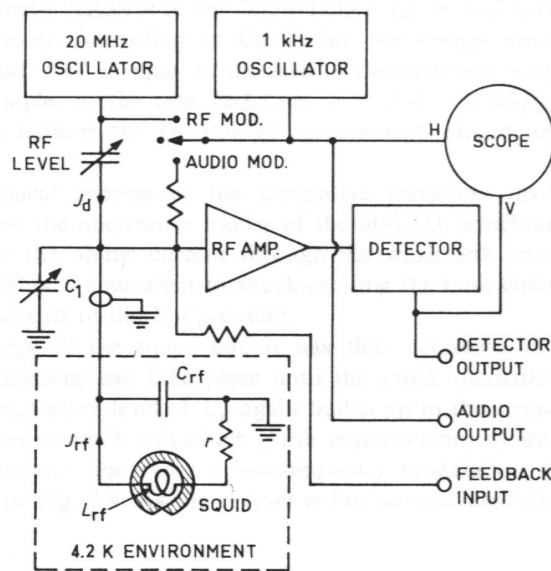 20 MHz
OSCILLATOR
1 kHz
OSCILLATOR
RF MOD.
RF
LEVEL
AUDIO MOD.
H
SCOPE
V
J_d
RF AMP.
DETECTOR
C_1
DETECTOR
OUTPUT
C_rf
AUDIO
OUTPUT
J_rf
r
FEEDBACK
INPUT
L_rf
SQUID
4.2 K ENVIRONMENT